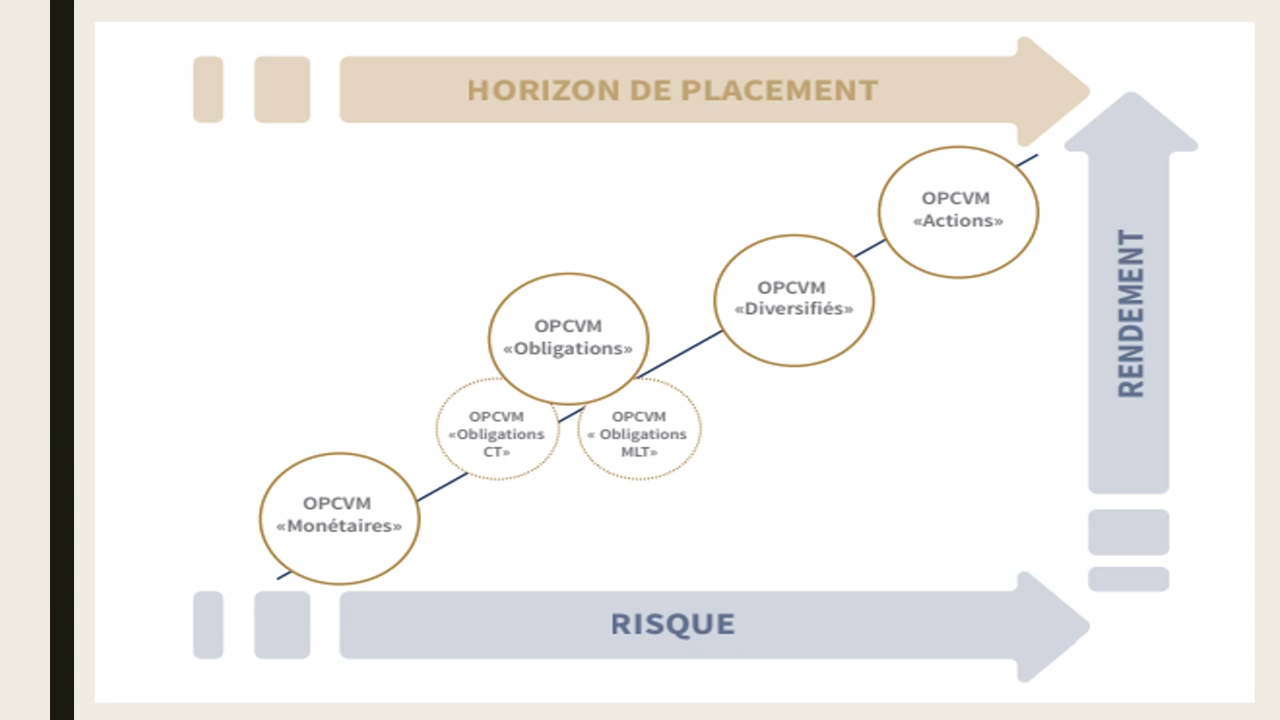 HORIZON DE PLACEMENT
OPCVM
«Actions»
RENDEMENT
OPCVM
«Diversifiés»
OPCVM
«Obligations»
OPCVM
«Obligations
CT»
OPCVM
« Obligations
MLT»
OPCVM
«Monétaires»
RISQUE